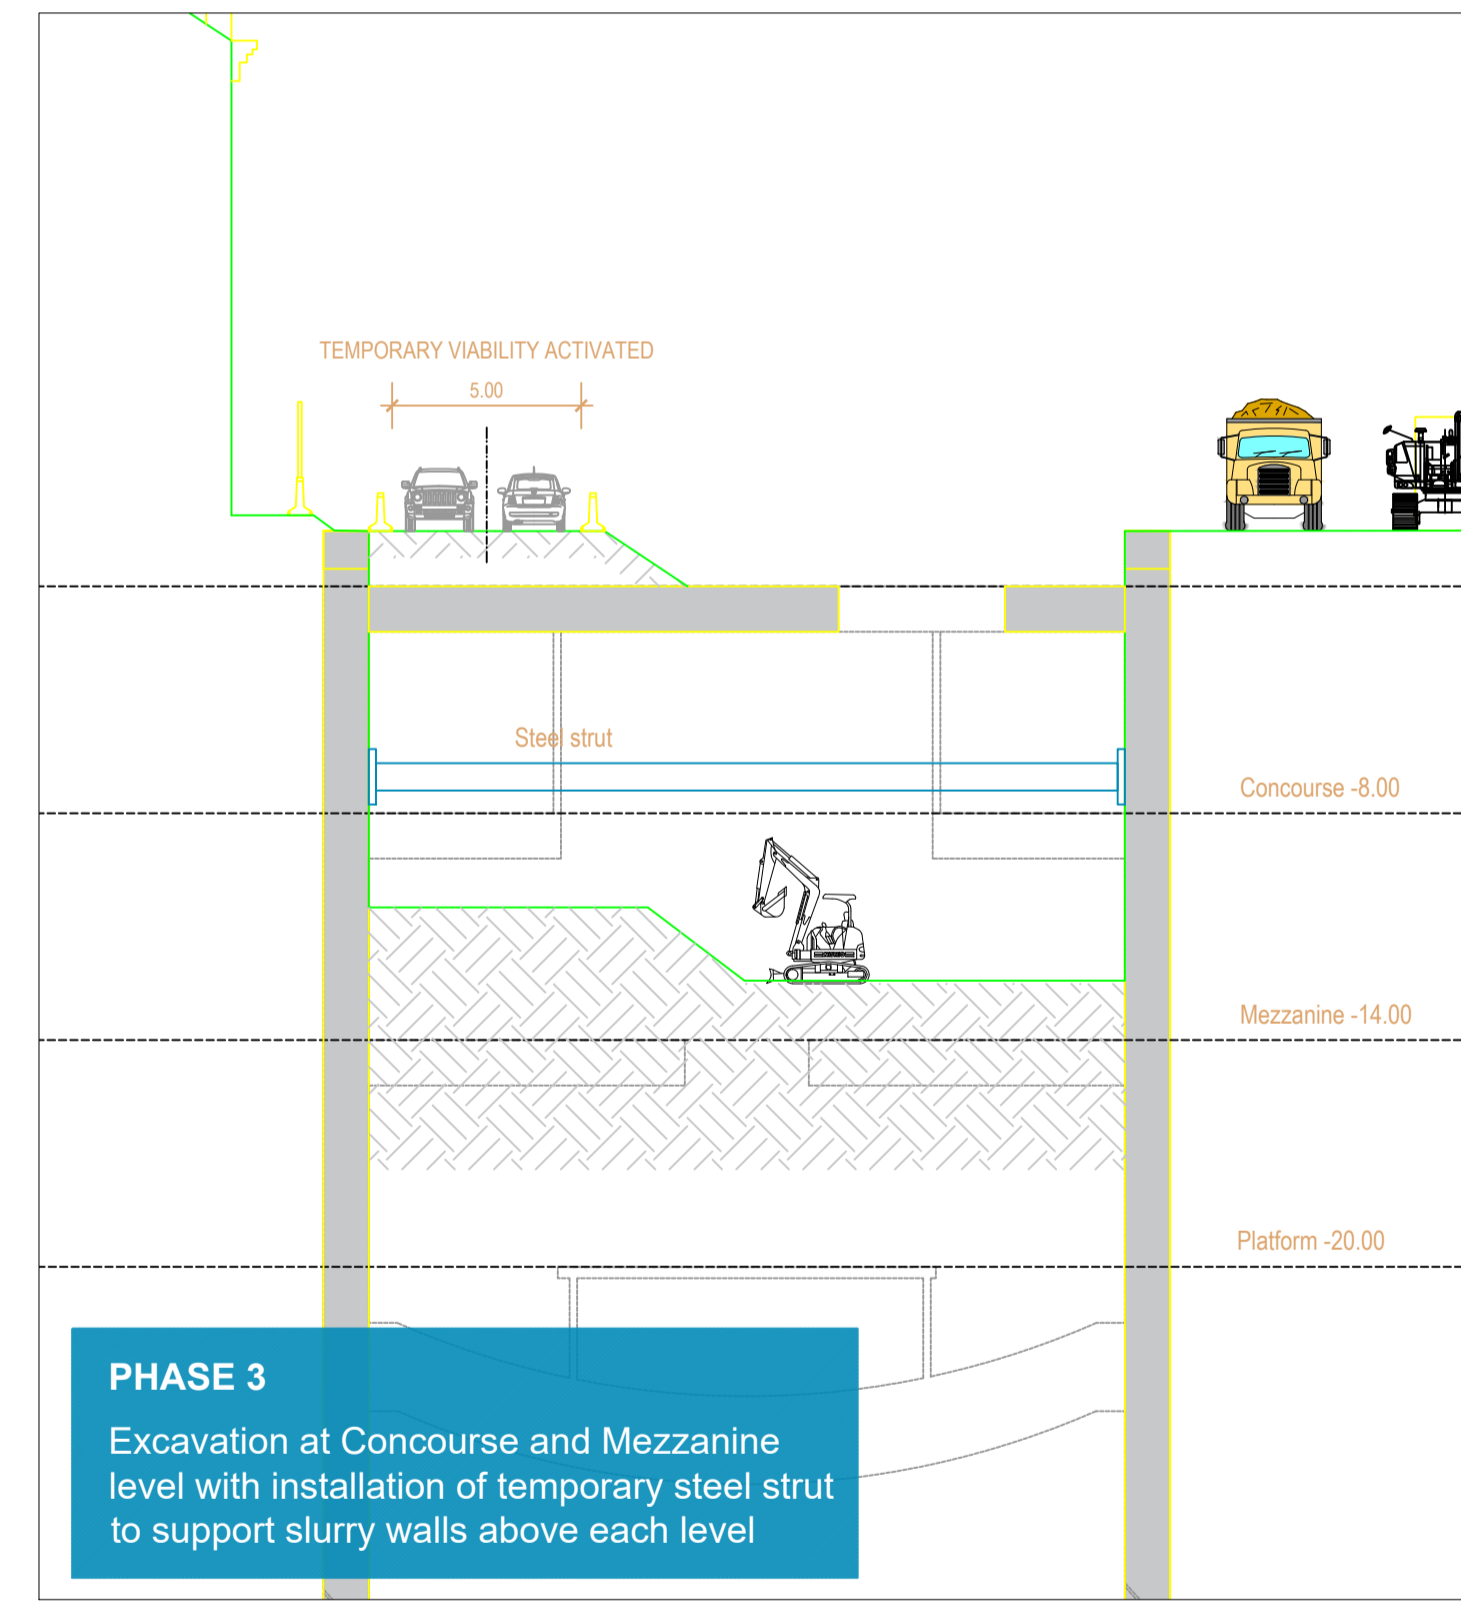 TEMPORARY VIABILITY ACTIVATED
5.00
Steel strut
Concourse -8.00
Mezzanine -14.00
Platform -20.00
PHASE 3
Excavation at Concourse and Mezzanine
level with installation of temporary steel strut
to support slurry walls above each level